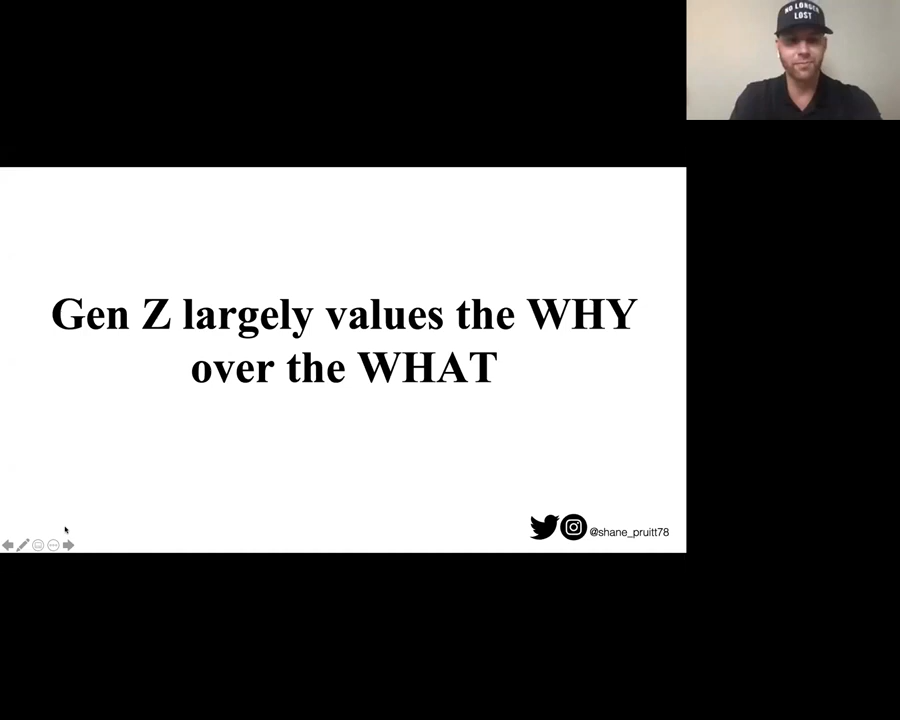 NO LONGER
LOST
Gen Z largely values the WHY
over the WHAT
@shane_pruitt78